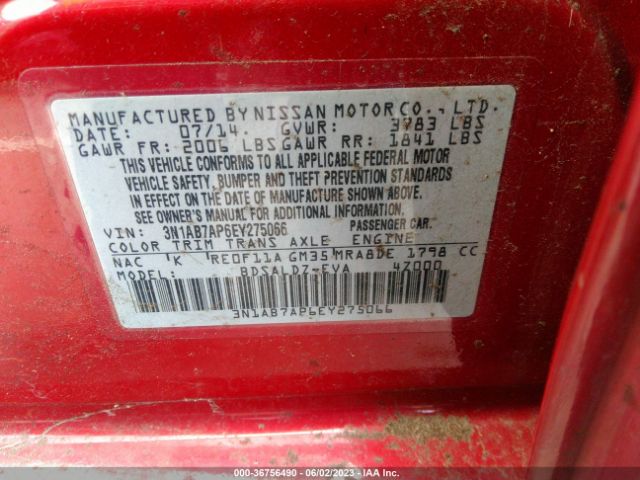 MANUFACTURED BY NISSAN MOTOR CO., LTD.
DATE: 07/14. GVWR: 3783 LBS
GAWR FR: 2006 LBS GAWR RR: 1841 LBS
THIS VEHICLE CONFORMS TO ALL APPLICABLE FEDERAL MOTOR
VEHICLE SAFETY, BUMPER AND THEFT PREVENTION STANDARDS
IN EFFECT ON THE DATE OF MANUFACTURE SHOWN ABOVE.
SEE OWNER'S MANUAL FOR ADDITIONAL INFORMATION.
VIN: 3N1AB7AP6EY275066 PASSENGER CAR.
COLOR TRIM TRANS AXLE ENGINE
NAC K RE0F11A GM35 MRA8DE 1798 CC
MODEL: BDSALDZ-EVA 4Z000
3N1AB7AP6EY275066
000-36756490 - 06/02/2023 - IAA Inc.